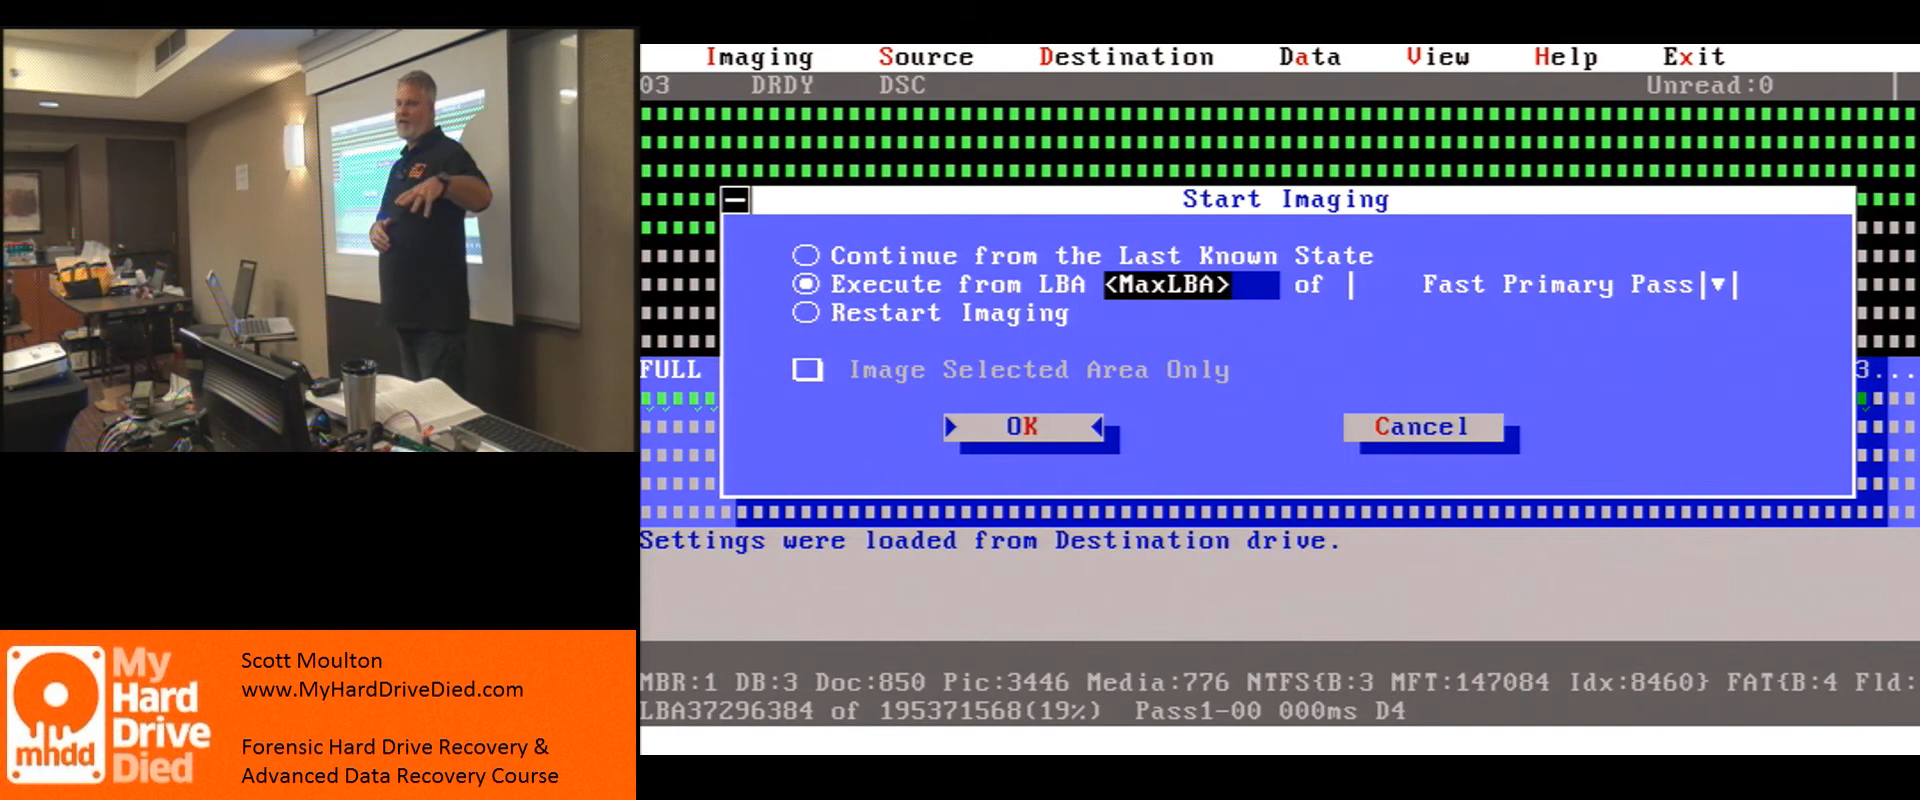 Imaging Source Destination Data View Help Exit
03 DRDY DSC Unread:0
Start Imaging
Continue from the Last Known State
Execute from LBA <MaxLBA> of Fast Primary Pass
Restart Imaging
FULL
3...
Image Selected Area Only
OK Cancel
Settings were loaded from Destination drive.
MBR:1 DB:3 Doc:850 Pic:3446 Media:776 NTFS{B:3 MFT:147084 Idx:8460} FAT{B:4 Fld:
LBA37296384 of 195371568(19%) Pass1-00 000ms D4
My
Hard
Drive
Died
mhdd
Scott Moulton
www.MyHardDriveDied.com
Forensic Hard Drive Recovery &
Advanced Data Recovery Course